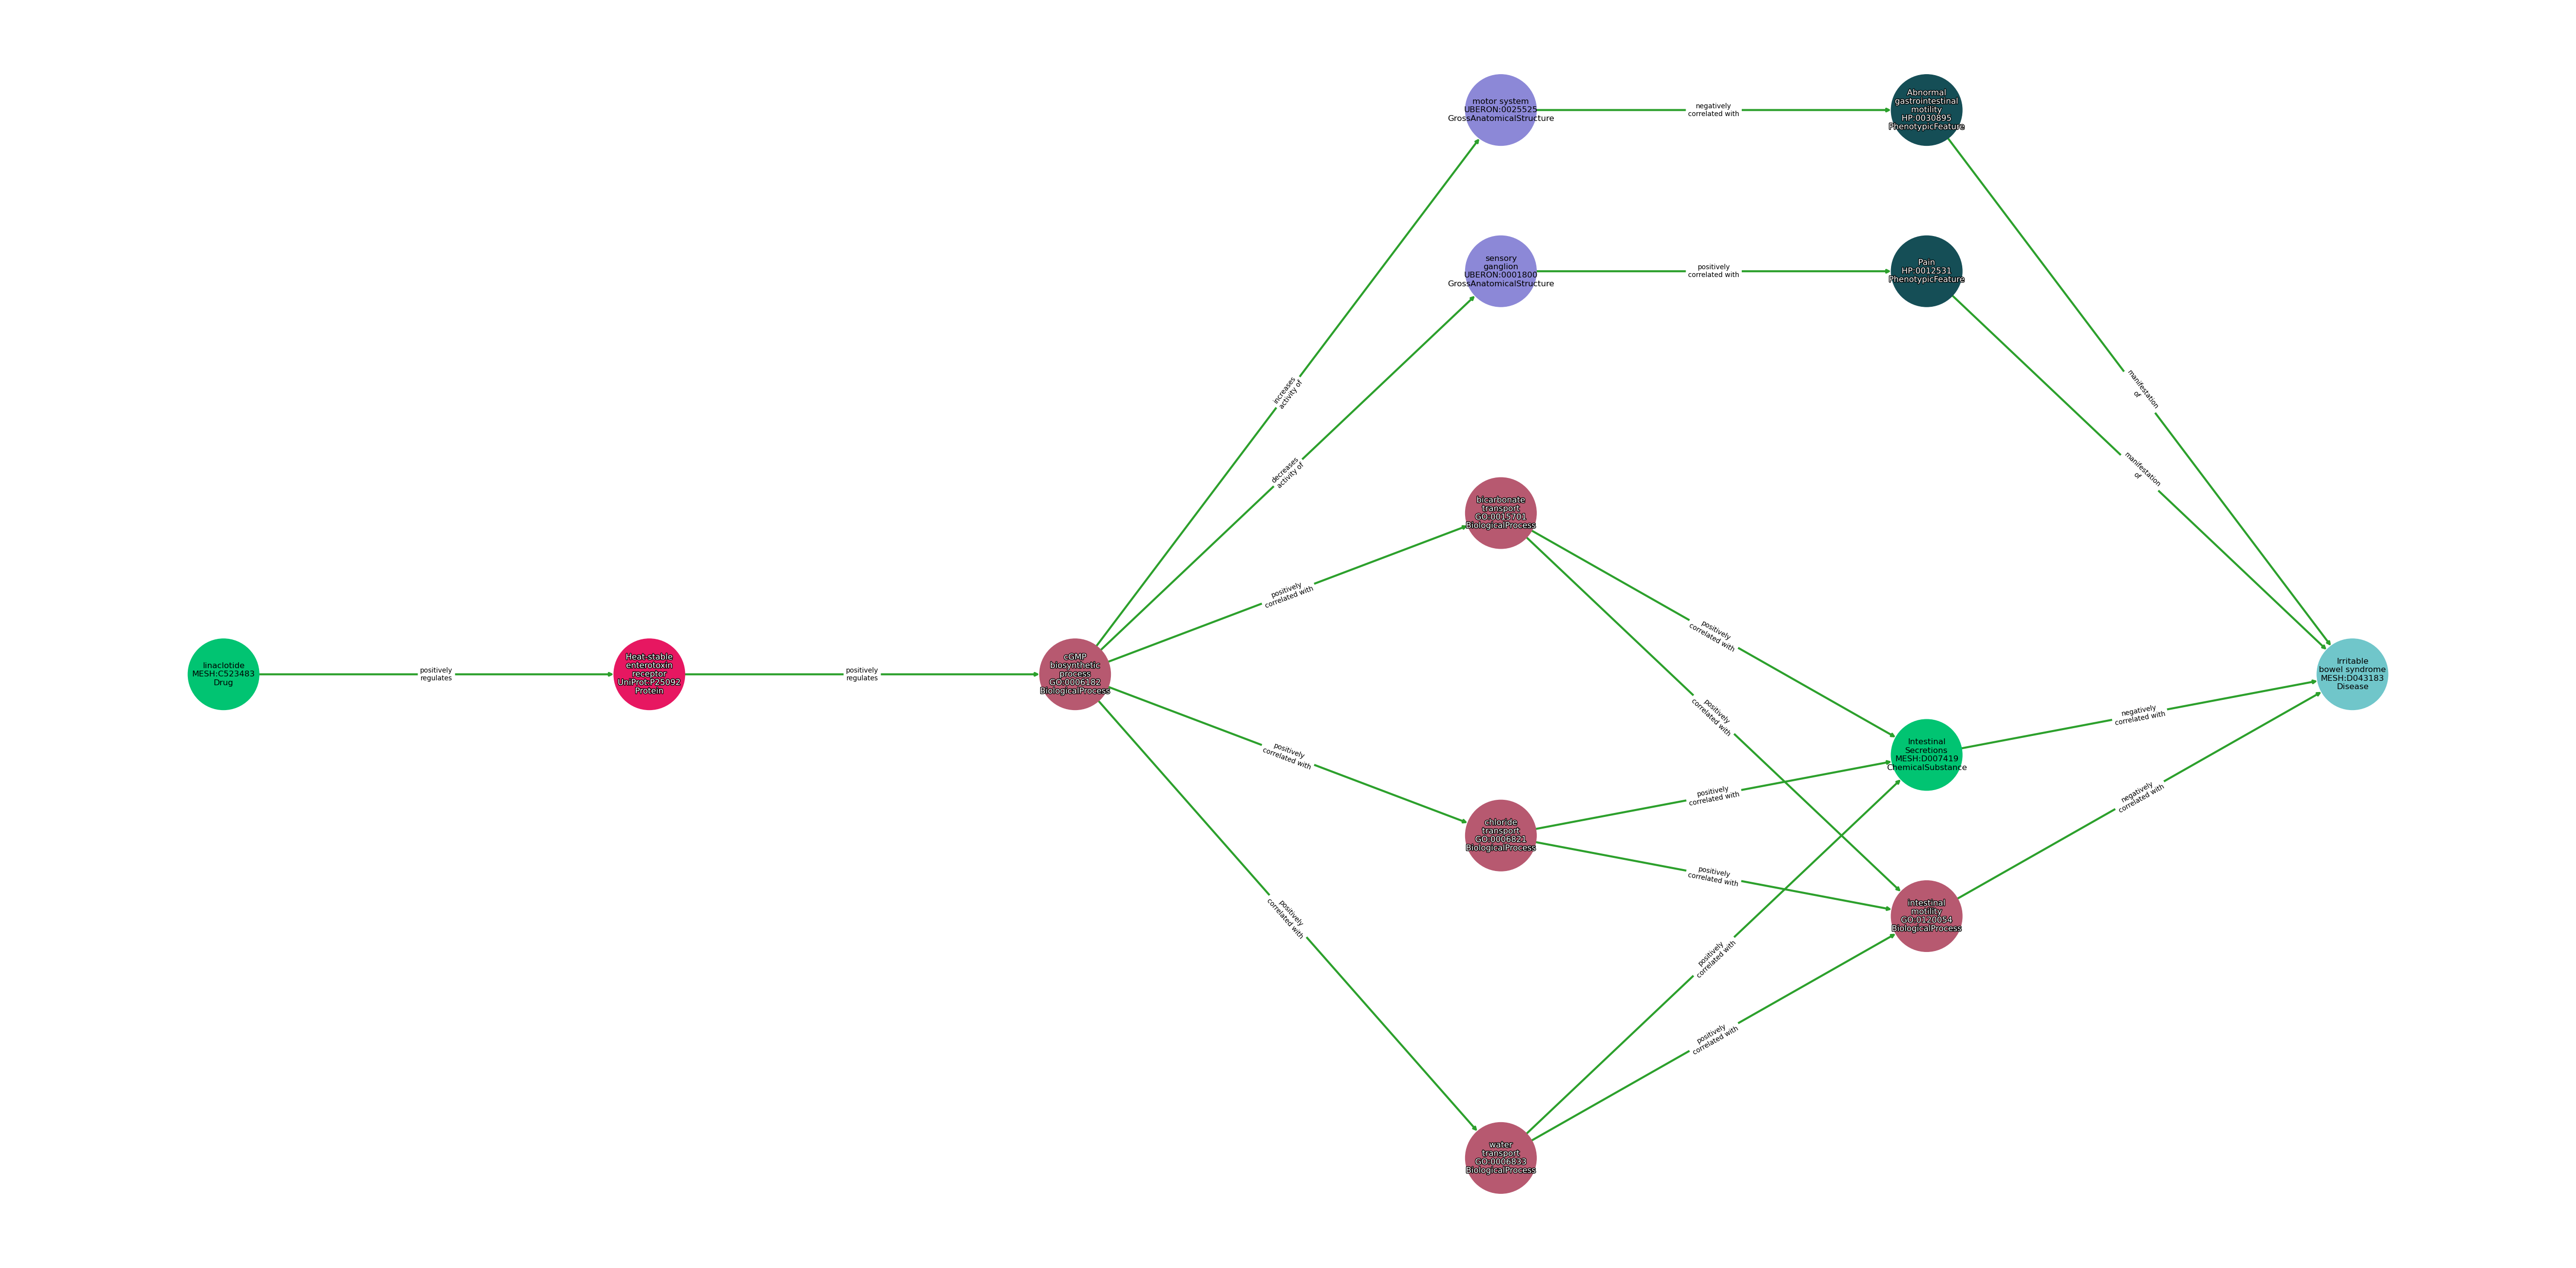 linaclotide
MESH:C523483
Drug
positively
regulates
Heat-stable
enterotoxin
receptor
UniProt:P25092
Protein
positively
regulates
cGMP
biosynthetic
process
GO:0006182
BiologicalProcess
increases
activity of
decreases
activity of
positively
correlated with
positively
correlated with
positively
correlated with
motor system
UBERON:0025525
GrossAnatomicalStructure
sensory
ganglion
UBERON:0001800
GrossAnatomicalStructure
bicarbonate
transport
GO:0015701
BiologicalProcess
chloride
transport
GO:0006821
BiologicalProcess
water
transport
GO:0006833
BiologicalProcess
negatively
correlated with
positively
correlated with
positively
correlated with
positively
correlated with
positively
correlated with
positively
correlated with
positively
correlated with
positively
correlated with
Abnormal
gastrointestinal
motility
HP:0030895
PhenotypicFeature
Pain
HP:0012531
PhenotypicFeature
Intestinal
Secretions
MESH:D007419
ChemicalSubstance
intestinal
motility
GO:0120054
BiologicalProcess
manifestation
of
manifestation
of
negatively
correlated with
negatively
correlated with
Irritable
bowel syndrome
MESH:D043183
Disease